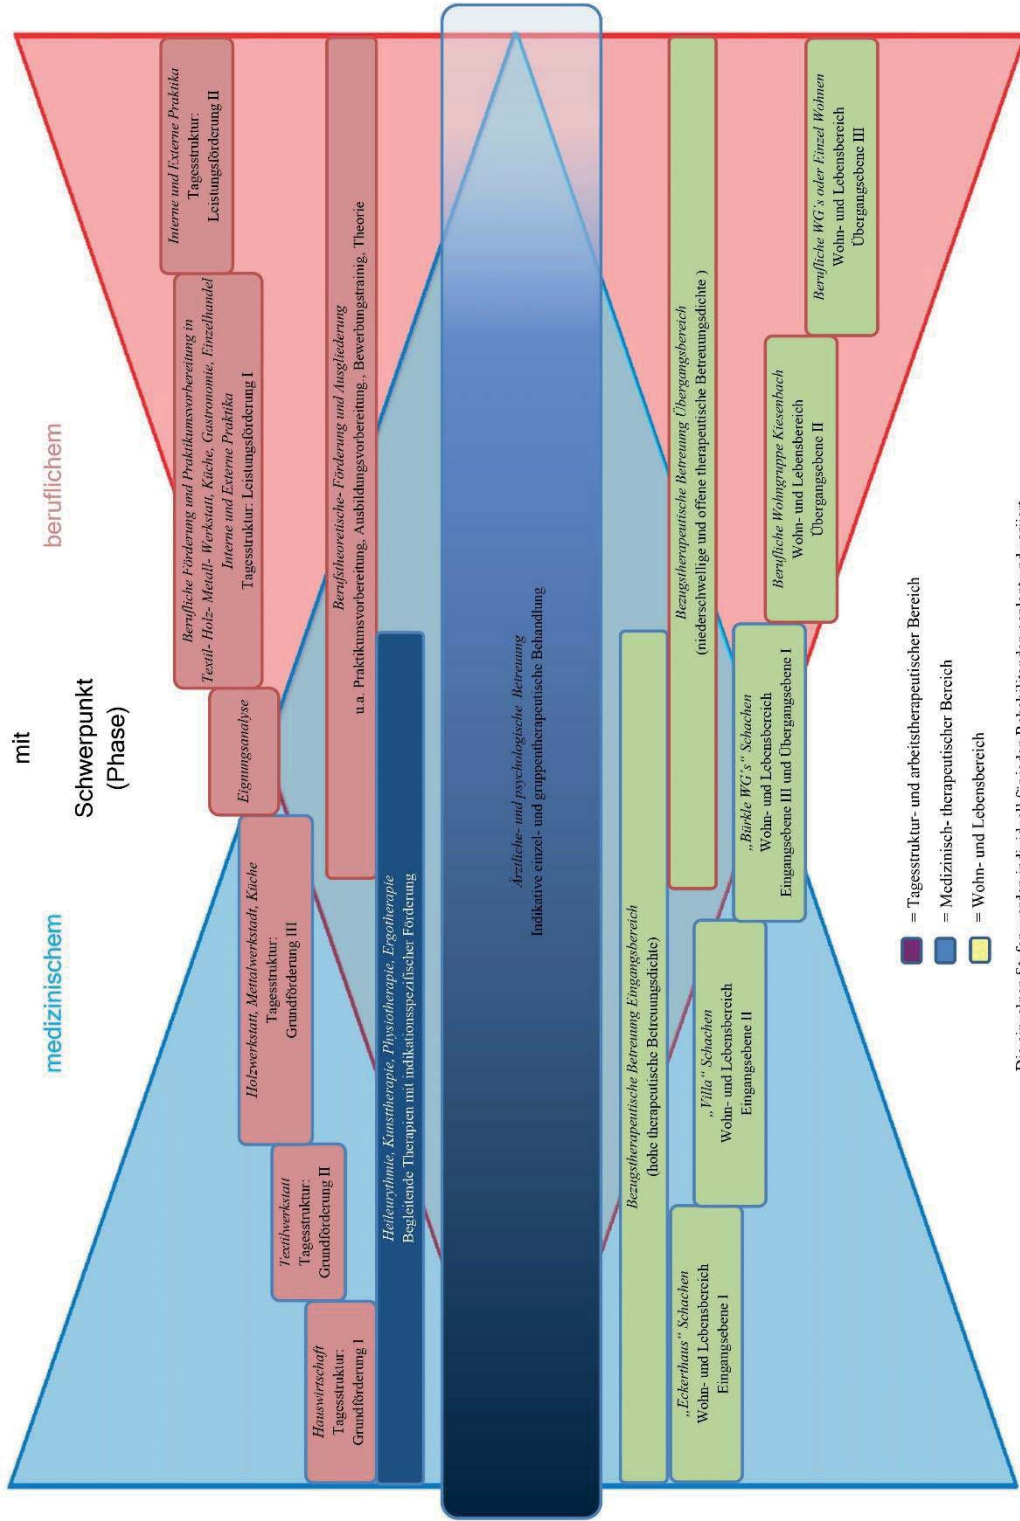 mit
Schwerpunkt
(Phase)
medizinischem
beruflichem
Hauswirtschaft
Tagesstruktur:
Grundförderung I
Textilwerkstatt
Tagesstruktur:
Grundförderung II
Holzwerkstatt, Mettalwerkstadt, Küche
Tagesstruktur:
Grundförderung III
Eignungsanalyse
Berufliche Förderung und Praktikumsvorbereitung in
Textil- Holz- Metall- Werkstatt, Küche, Gastronomie, Einzelhandel
Interne und Externe Praktika
Tagesstruktur: Leistungsförderung I
Interne und Externe Praktika
Tagesstruktur:
Leistungsförderung II
Berufstheoretische- Förderung und Ausgliederung
u.a. Praktikumsvorbereitung, Ausbildungsvorbereitung, Bewerbungstrainig, Theorie
Heileurythmie, Kunsttherapie, Physiotherapie, Ergotherapie
Begleitende Therapien mit indikationsspezifischer Förderung
Ärztliche- und psychologische Betreuung
Indikative einzel- und gruppentherapeutische Behandlung
Bezugstherapeutische Betreuung Eingangsbereich
(hohe therapeutische Betreuungsdichte)
Bezugstherapeutische Betreuung Übergangsbereich
(niederschwellige und offene therapeutische Betreuungsdichte )
„Eckerthaus“ Schachen
Wohn- und Lebensbereich
Eingangsebene I
„Villa“ Schachen
Wohn- und Lebensbereich
Eingangsebene II
„Bürkle WG's“ Schachen
Wohn- und Lebensbereich
Eingangsebene III und Übergangsebene I
Berufliche Wohngruppe Kiesenbach
Wohn- und Lebensbereich
Übergangsebene II
Berufliche WG's oder Einzel Wohnen
Wohn- und Lebensbereich
Übergangsebene III
= Tagesstruktur- und arbeitstherapeutischer Bereich
= Medizinisch- therapeutischer Bereich
= Wohn- und Lebensbereich